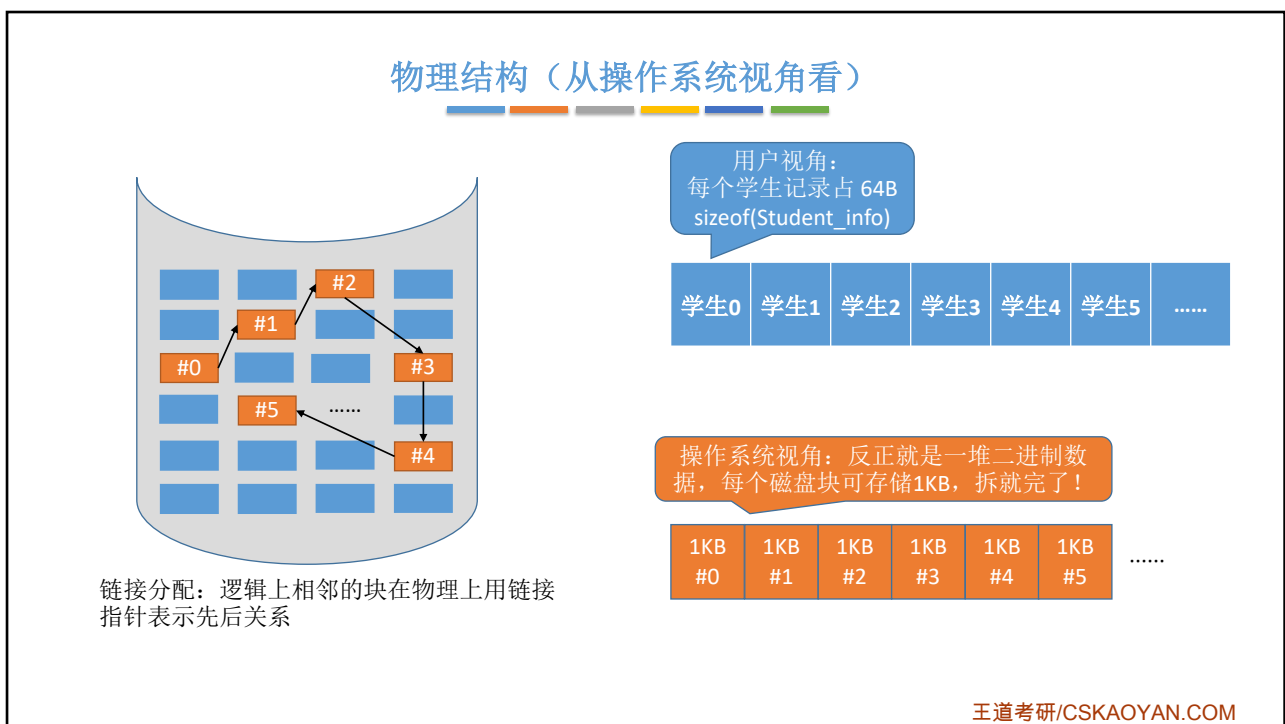 物理结构（从操作系统视角看）
用户视角：
每个学生记录占 64B
sizeof(Student_info)
学生0 学生1 学生2 学生3 学生4 学生5 ……
#2
#1
#0
#3
#5 ……
#4
操作系统视角：反正就是一堆二进制数
据，每个磁盘块可存储1KB，拆就完了！
1KB 1KB 1KB 1KB 1KB 1KB
#0 #1 #2 #3 #4 #5 ……
链接分配：逻辑上相邻的块在物理上用链接
指针表示先后关系
王道考研/CSKAOYAN.COM